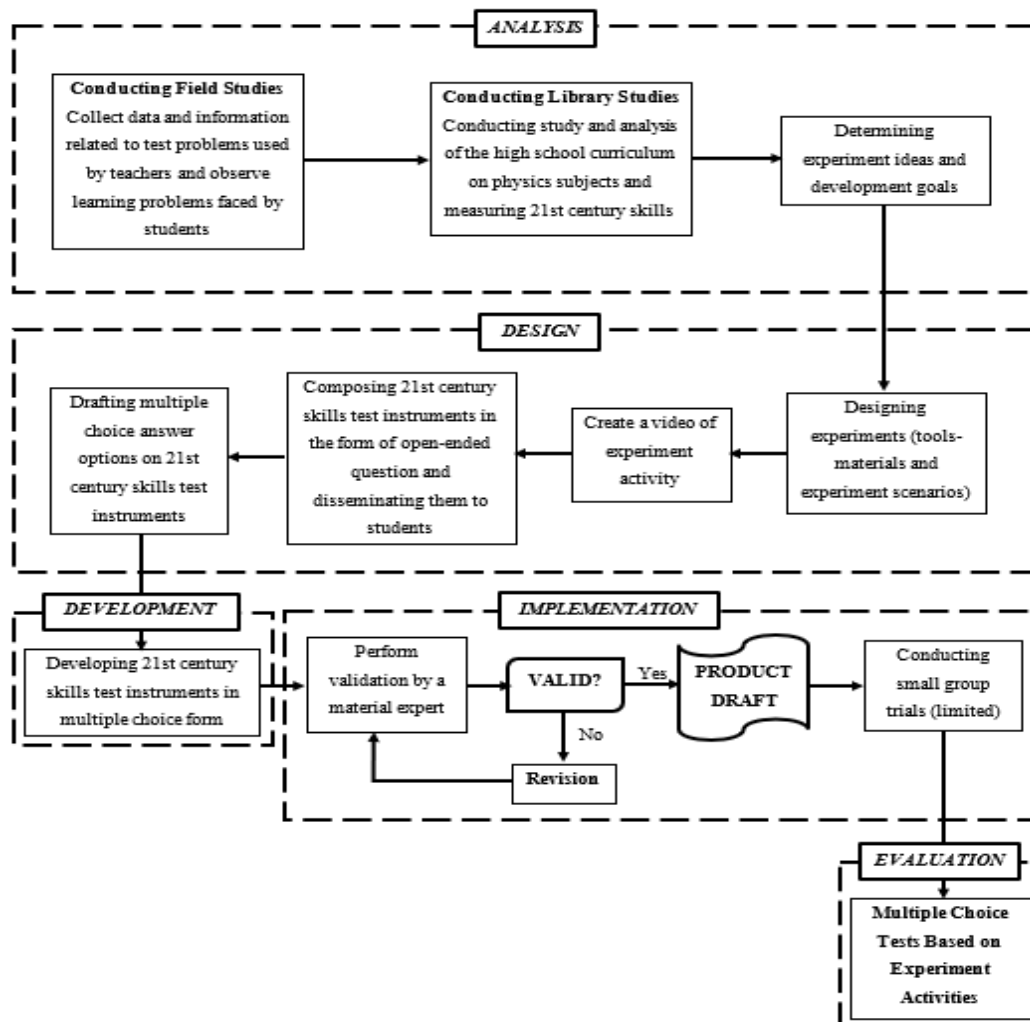 ANALYSIS
Conducting Field Studies
Collect data and information
related to test problems used
by teachers and observe
learning problems faced by
students
Conducting Library Studies
Conducting study and analysis
of the high school curriculum
on physics subjects and
measuring 21st century skills
Determining
experiment ideas and
development goals
DESIGN
Designing
experiments (tools-
materials and
experiment scenarios)
Create a video of
experiment
activity
Composing 21st century
skills test instruments in
the form of open-ended
question and
disseminating them to
students
Drafting multiple
choice answer
options on 21st
century skills test
instruments
DEVELOPMENT
Developing 21st century
skills test instruments in
multiple choice form
IMPLEMENTATION
Perform
validation by a
material expert
VALID?
Yes
No
Revision
PRODUCT
DRAFT
Conducting
small group
trials (limited)
EVALUATION
Multiple Choice
Tests Based on
Experiment
Activities